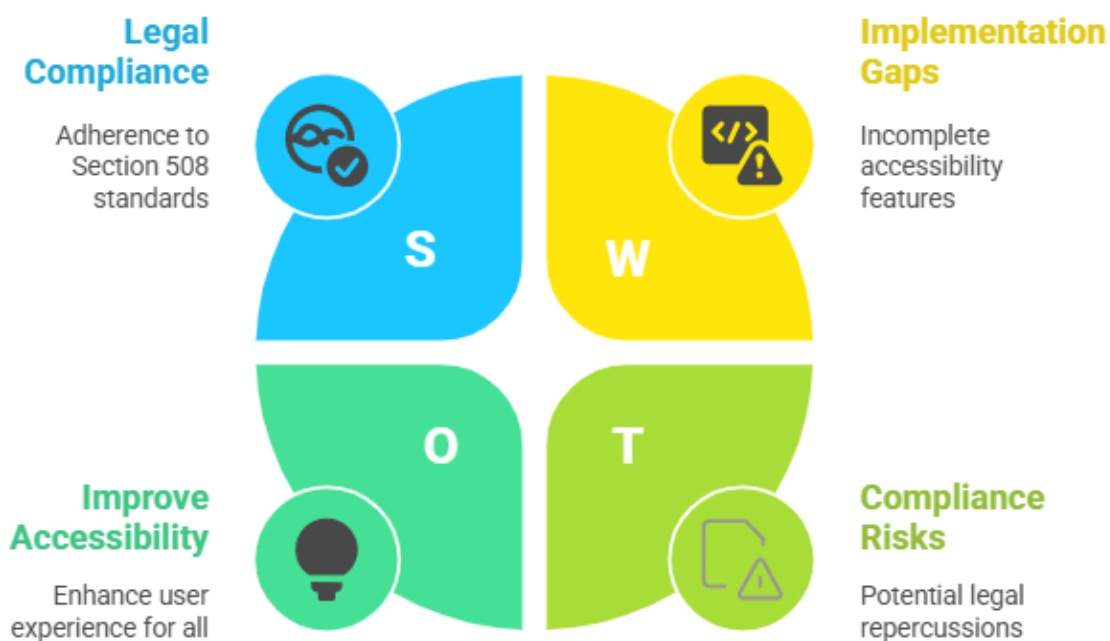 Legal
Compliance
Adherence to
Section 508
standards
Implementation
Gaps
Incomplete
accessibility
features
</>
S
W
O
T
Improve
Accessibility
Enhance user
experience for all
Compliance
Risks
Potential legal
repercussions